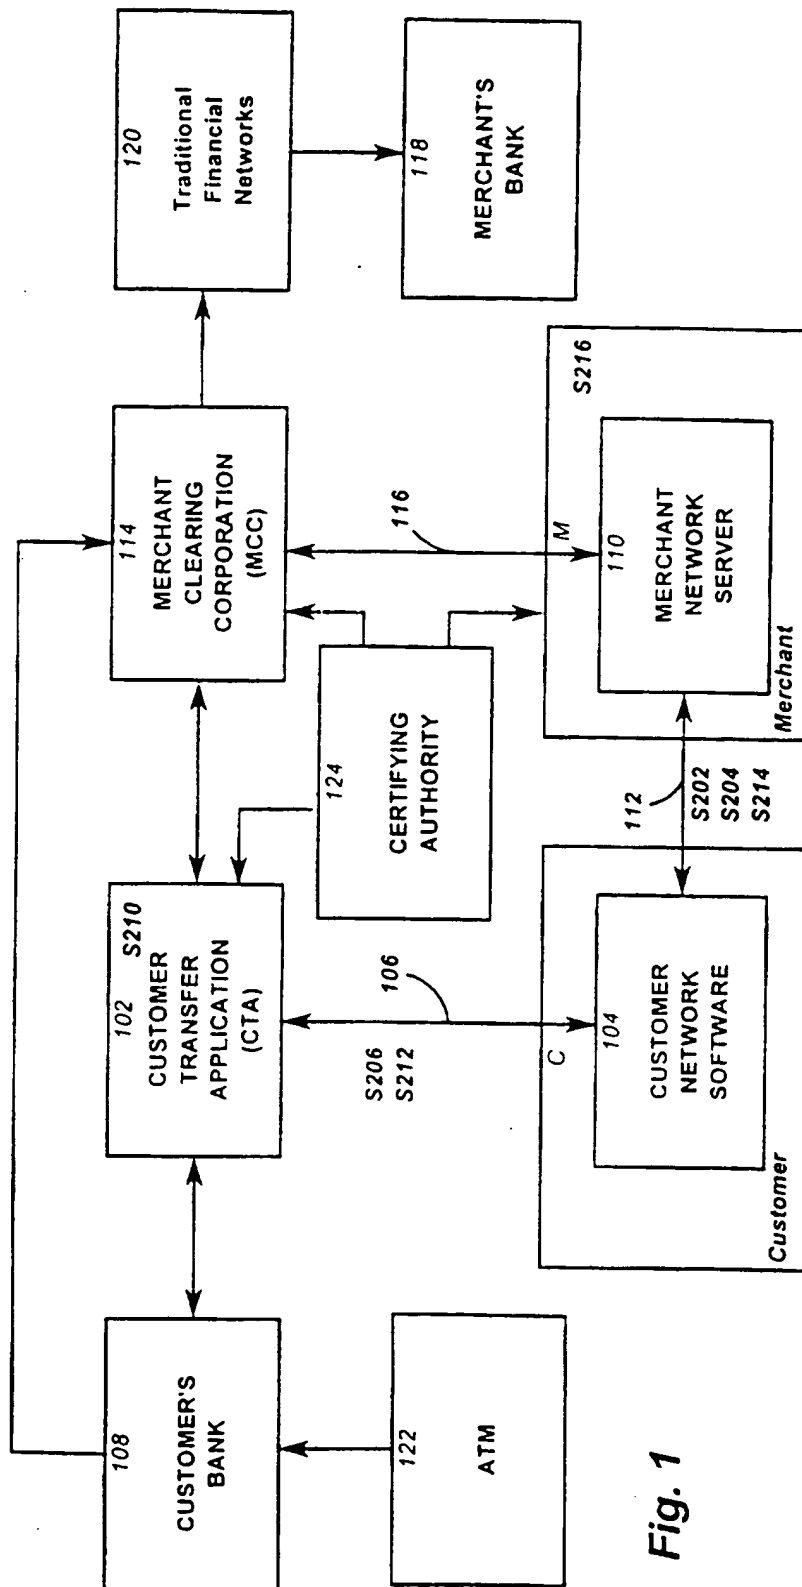 108
CUSTOMER'S
BANK
102
S210
CUSTOMER
TRANSFER
APPLICATION
(CTA)
114
MERCHANT
CLEARING
CORPORATION
(MCC)
120
Traditional
Financial
Networks
122
ATM
S206
S212
106
124
CERTIFYING
AUTHORITY
116
118
MERCHANT'S
BANK
C
104
CUSTOMER
NETWORK
SOFTWARE
Customer
112
S202
S204
S214
M
S216
110
MERCHANT
NETWORK
SERVER
Merchant
Fig. 1